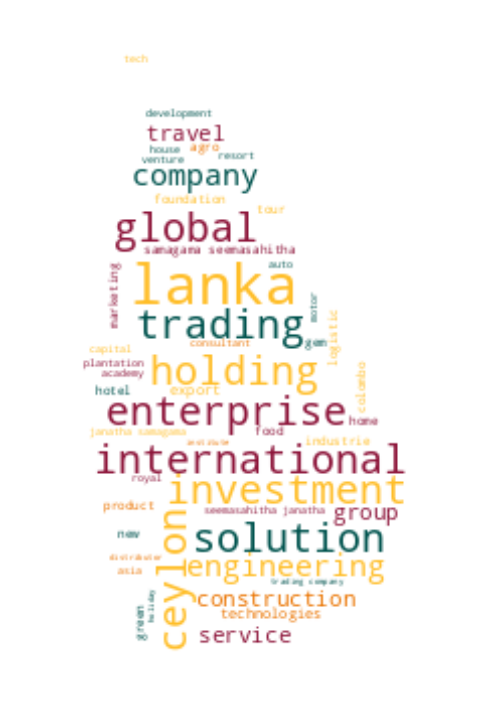 tech
development
travel
house agro
venture resort
company
foundation
tour
global
samagama seemasahitha
auto
marketing
lanka
motor
trading
logistic
consultant gem
capital
plantation
holding
academy
colombo
hotel export
enterprise
home
janatha samagama food
institute industrie
international
royal
investment
product seemasahitha janatha group
new
solution
distributor
asia engineering
trading company
ceylon
holiday
green
construction
technologies
service